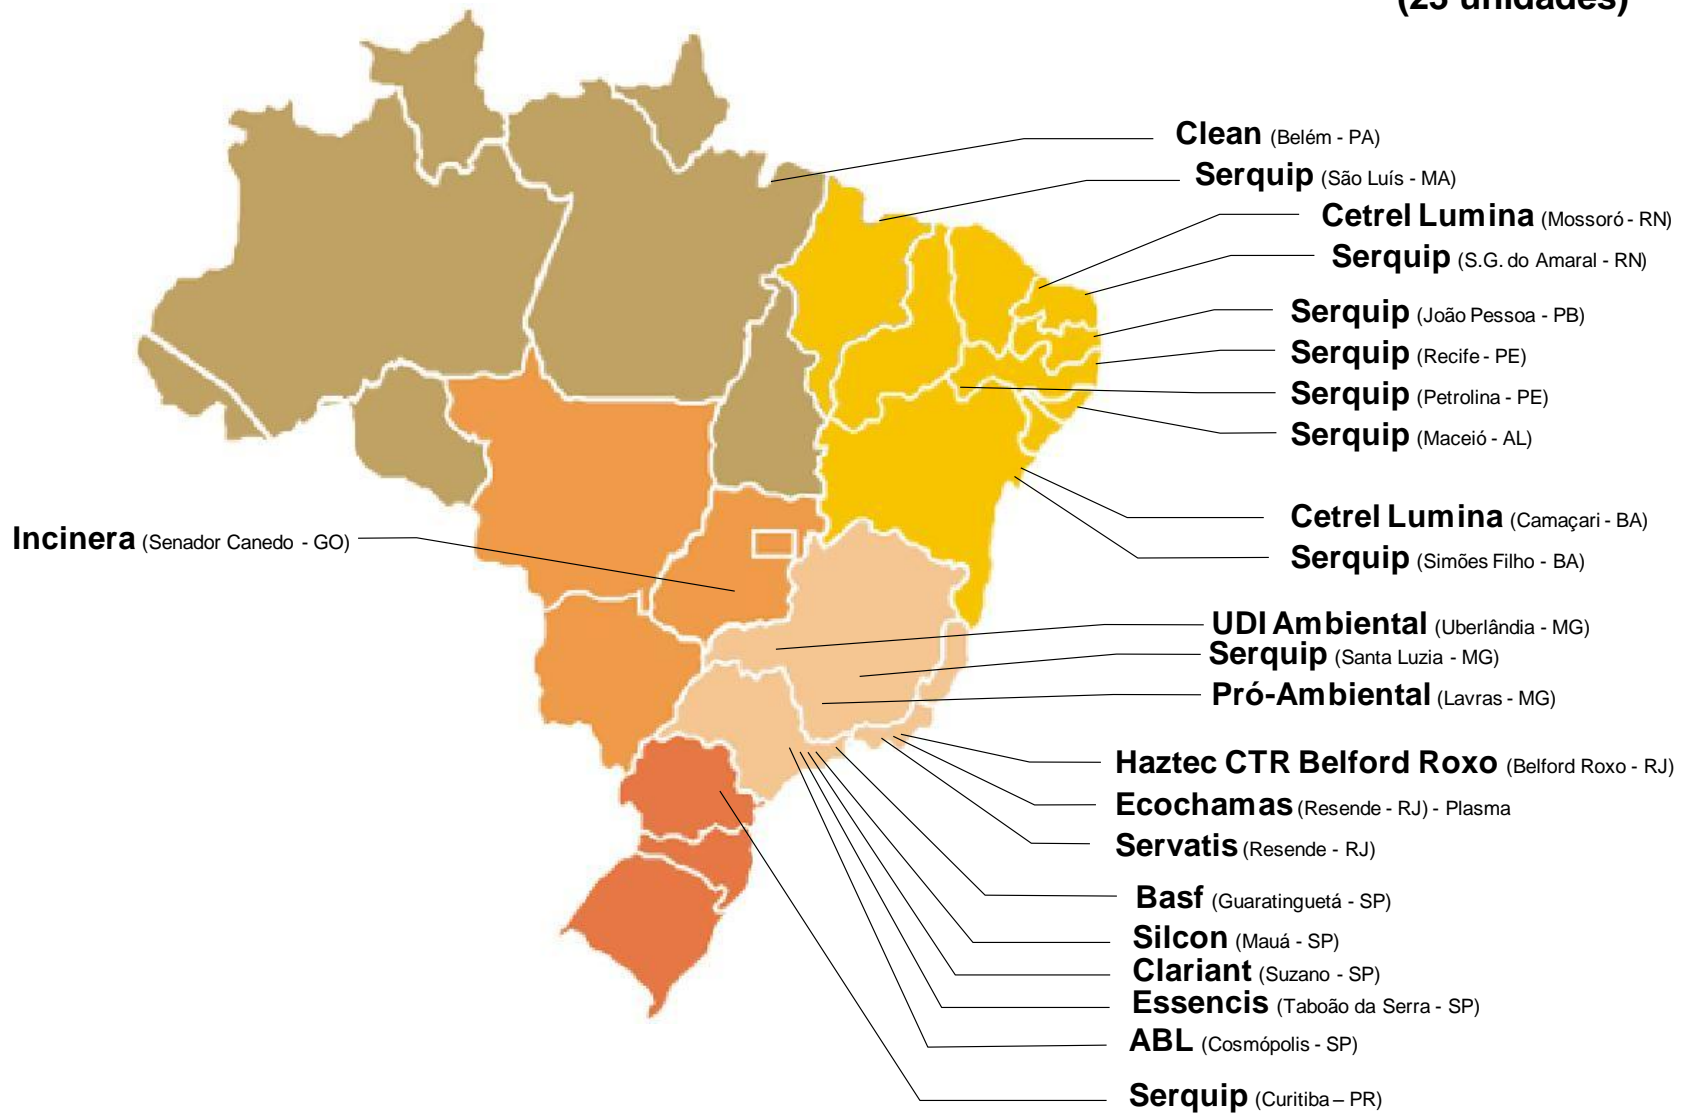 (23 unidades)
Clean (Belém - PA)
Serquip (São Luís - MA)
Cetrel Lumina (Mossoró - RN)
Serquip (S.G. do Amaral - RN)
Serquip (João Pessoa - PB)
Serquip (Recife - PE)
Serquip (Petrolina - PE)
Serquip (Maceió - AL)
Cetrel Lumina (Camaçari - BA)
Incinera (Senador Canedo - GO)
Serquip (Simões Filho - BA)
UDI Ambiental (Uberlândia - MG)
Serquip (Santa Luzia - MG)
Pró-Ambiental (Lavras - MG)
Haztec CTR Belford Roxo (Belford Roxo - RJ)
Ecochamas (Resende - RJ) - Plasma
Servatis (Resende - RJ)
Basf (Guaratinguetá - SP)
Silcon (Mauá - SP)
Clariant (Suzano - SP)
Essencis (Taboão da Serra - SP)
ABL (Cosmópolis - SP)
Serquip (Curitiba – PR)